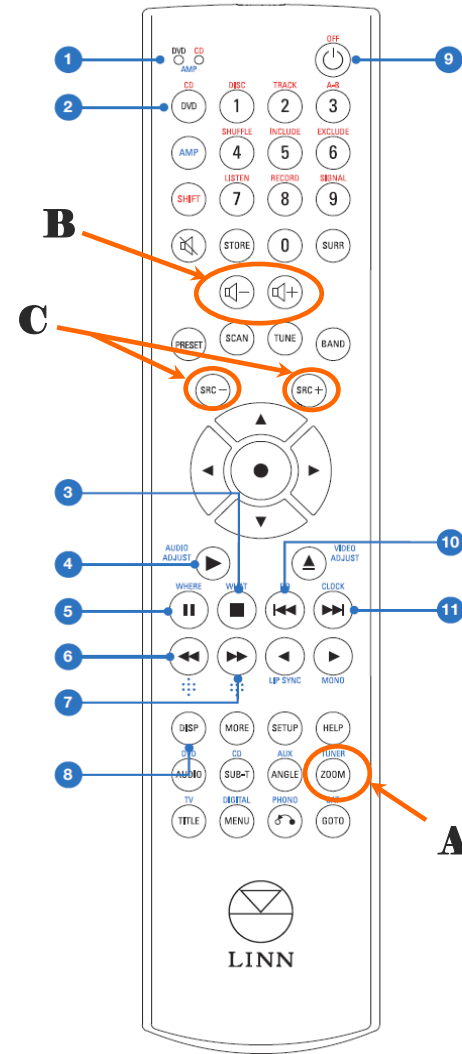 OFF
1 DVD CD 9
AMP
CD DISC TRACK A-B
2 DVD 1 2 3
SHUFFLE INCLUDE EXCLUDE
AMP 4 5 6
LISTEN RECORD SIGNAL
SHIFT 7 8 9
B
STORE 0 SURR
− +
C
PRESET SCAN TUNE BAND
SRC − SRC +
3
10
AUDIO ADJUST VIDEO ADJUST
4
WHERE WHAT CLOCK
5 11
6
LIP SYNC MONO
7
DISP MORE SETUP HELP
8 DVD CD AUX TUNER
AUDIO SUB-T ANGLE ZOOM
TV DIGITAL PHONO
TITLE MENU GOTO
A
LINN